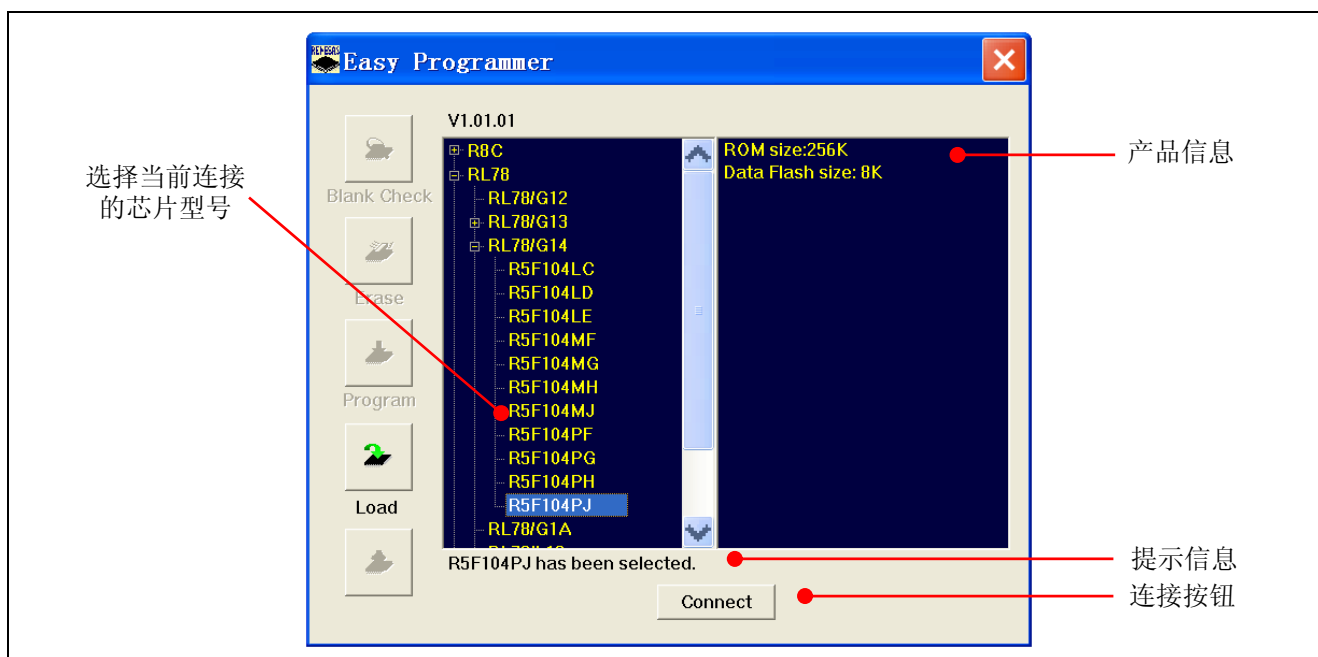 RENESAS
Easy Programmer
V1.01.01
Blank Check
Erase
Program
Load
R8C
RL78
RL78/G12
RL78/G13
RL78/G14
R5F104LC
R5F104LD
R5F104LE
R5F104MF
R5F104MG
R5F104MH
R5F104MJ
R5F104PF
R5F104PG
R5F104PH
R5F104PJ
RL78/G1A
ROM size:256K
Data Flash size: 8K
R5F104PJ has been selected.
Connect
选择当前连接
的芯片型号
产品信息
提示信息
连接按钮